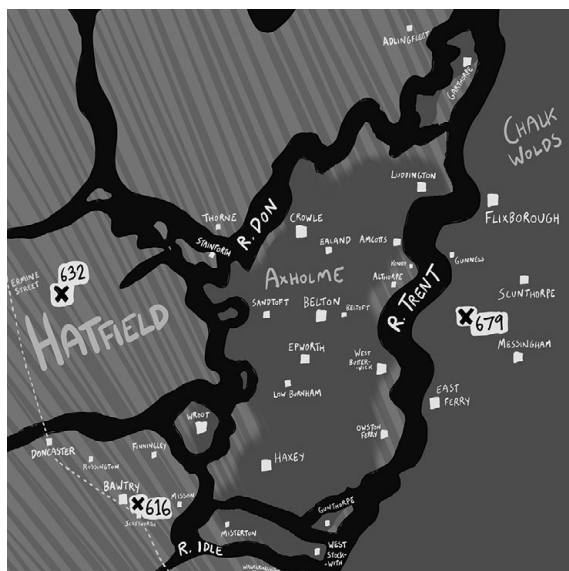 ADLINGFLEET
GARTHORPE
CHALK
WOLDS
LUDDINGTON
THORNE
R. DON
CROWLE
FLIXBOROUGH
STAINFORTH
EALAND
AMCOTTS
GUNNESS
KEADBY
ERMINE
STREET
632
AXHOLME
ALTHORPE
SCUNTHORPE
HATFIELD
SANDTOFT
BELTON
BELTOFT
R. TRENT
679
MESSINGHAM
EPWORTH
WEST
BUTTER-
WICK
LOW BURNHAM
EAST
FERRY
WROOT
OWSTON
FERRY
DONCASTER
FINNINGLEY
ROSSINGTON
HAXEY
BAWTRY
616
MISSON
GUNTHORPE
MISTERTON
R. IDLE
WEST
STOCK-
WITH